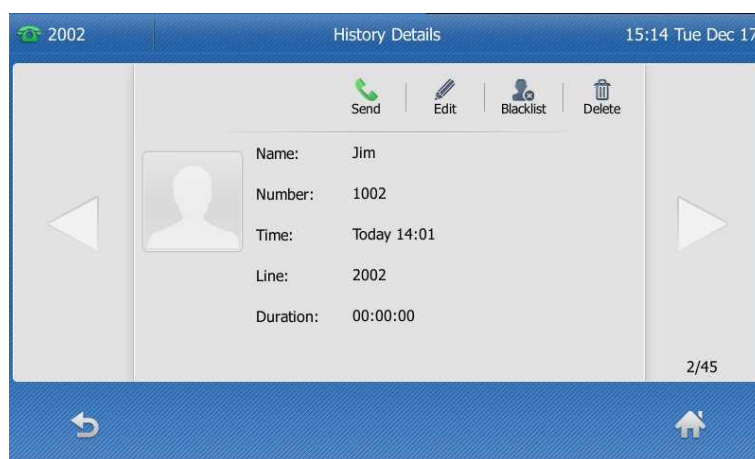 2002 History Details 15:14 Tue Dec 17
Send Edit Blacklist Delete
Name: Jim
Number: 1002
Time: Today 14:01
Line: 2002
Duration: 00:00:00
2/45